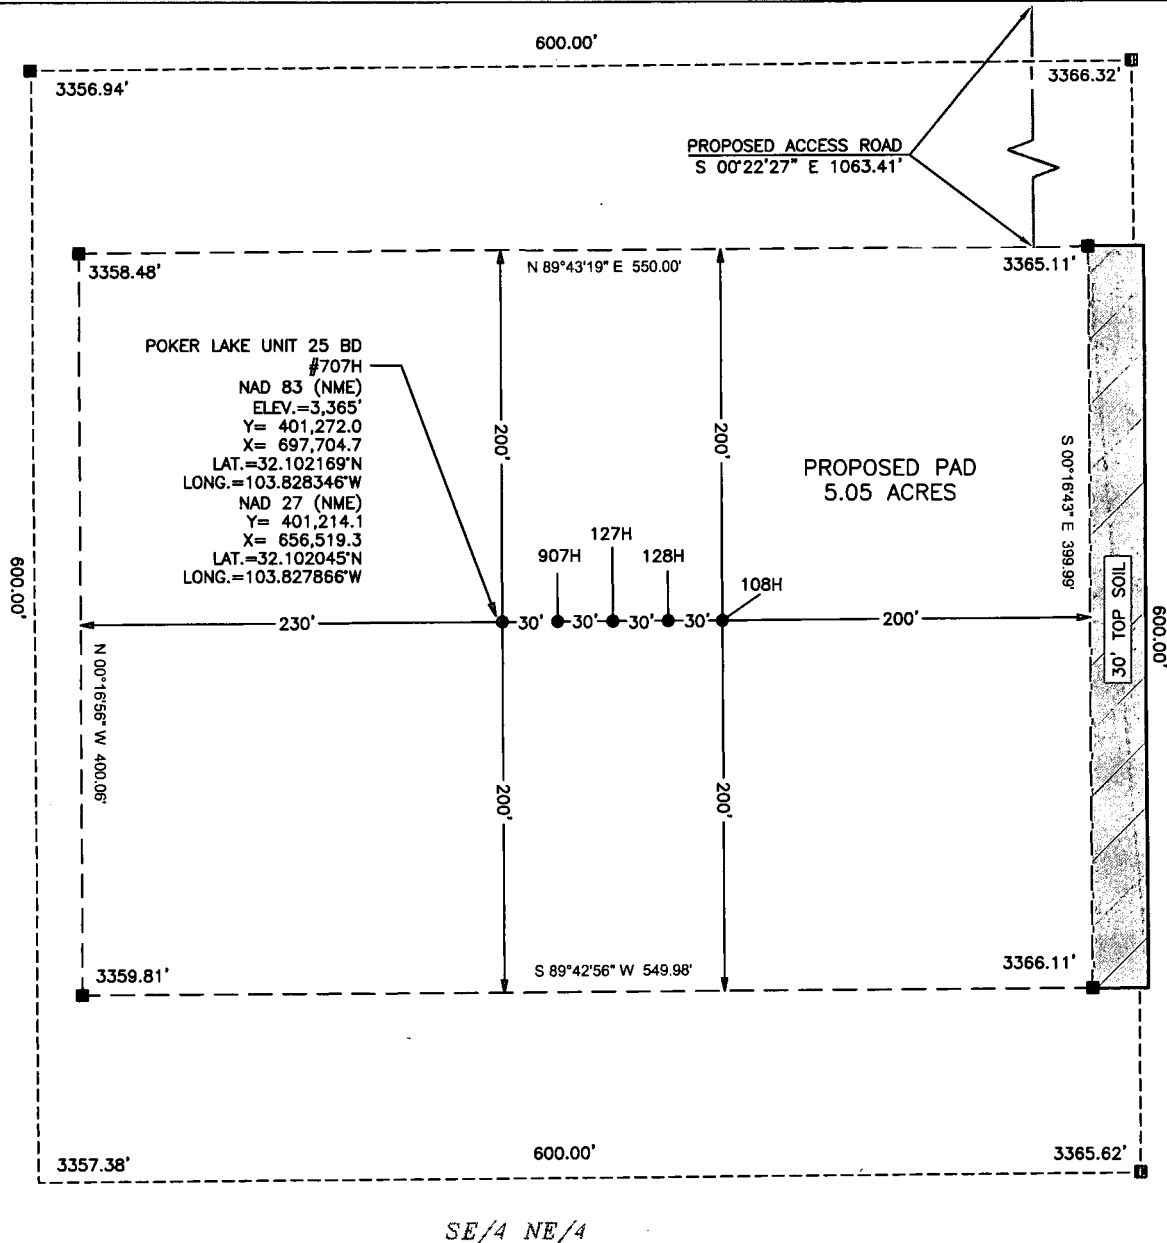 600.00'
3356.94'
3366.32'
PROPOSED ACCESS ROAD
S 00°22'27" E 1063.41'
3358.48'
N 89°43'19" E 550.00'
3365.11'
POKER LAKE UNIT 25 BD
#707H
NAD 83 (NME)
ELEV.=3,365'
Y= 401,272.0
X= 697,704.7
LAT.=32.102169°N
LONG.=103.828346°W
NAD 27 (NME)
Y= 401,214.1
X= 656,519.3
LAT.=32.102045°N
LONG.=103.827866°W
200'
200'
PROPOSED PAD
5.05 ACRES
S 00°16'43" E 399.99'
30' TOP SOIL
600.00'
600.00'
907H
127H
128H
108H
230'
30'
30'
30'
30'
200'
N 00°16'56" W 400.06'
200'
200'
3359.81'
S 89°42'56" W 549.98'
3366.11'
3357.38'
600.00'
3365.62'
SE/4 NE/4